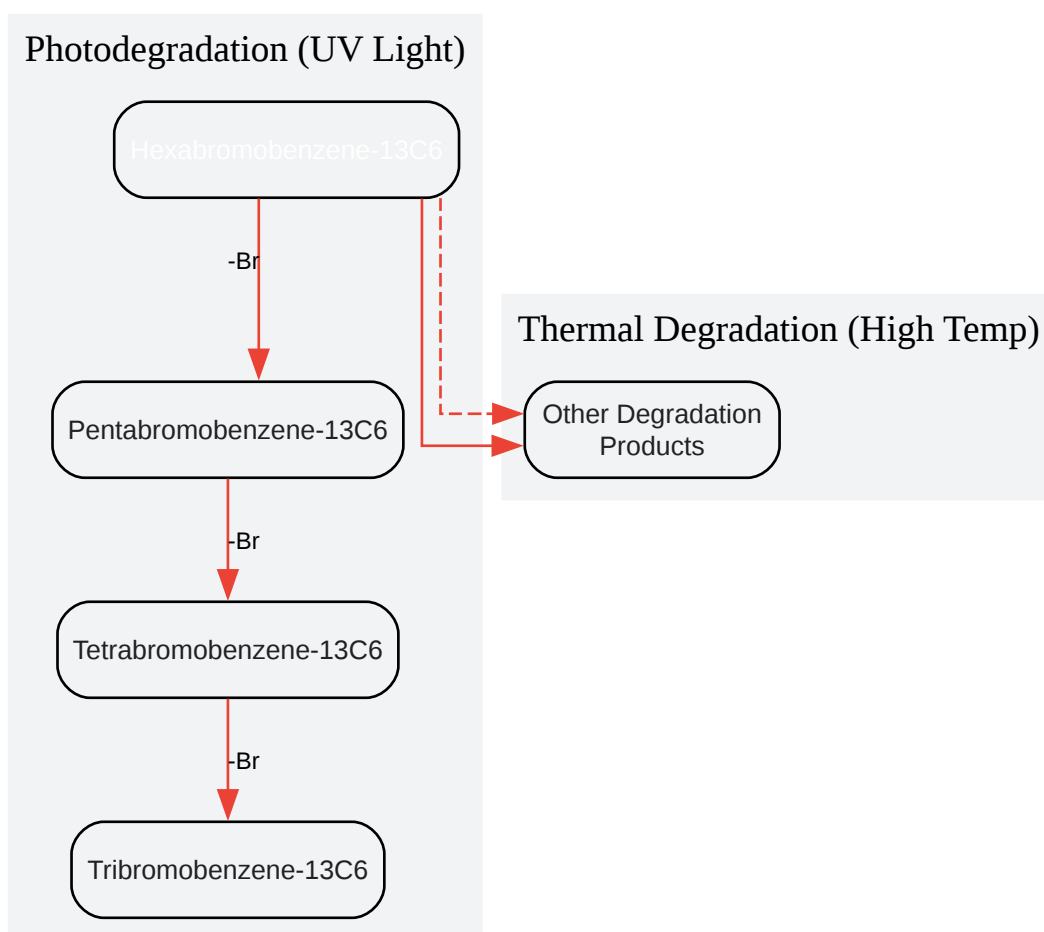 Photodegradation (UV Light)
Hexabromobenzene-13C6
-Br
Thermal Degradation (High Temp)
Other Degradation
Products
Pentabromobenzene-13C6
-Br
Tetrabromobenzene-13C6
-Br
Tribromobenzene-13C6